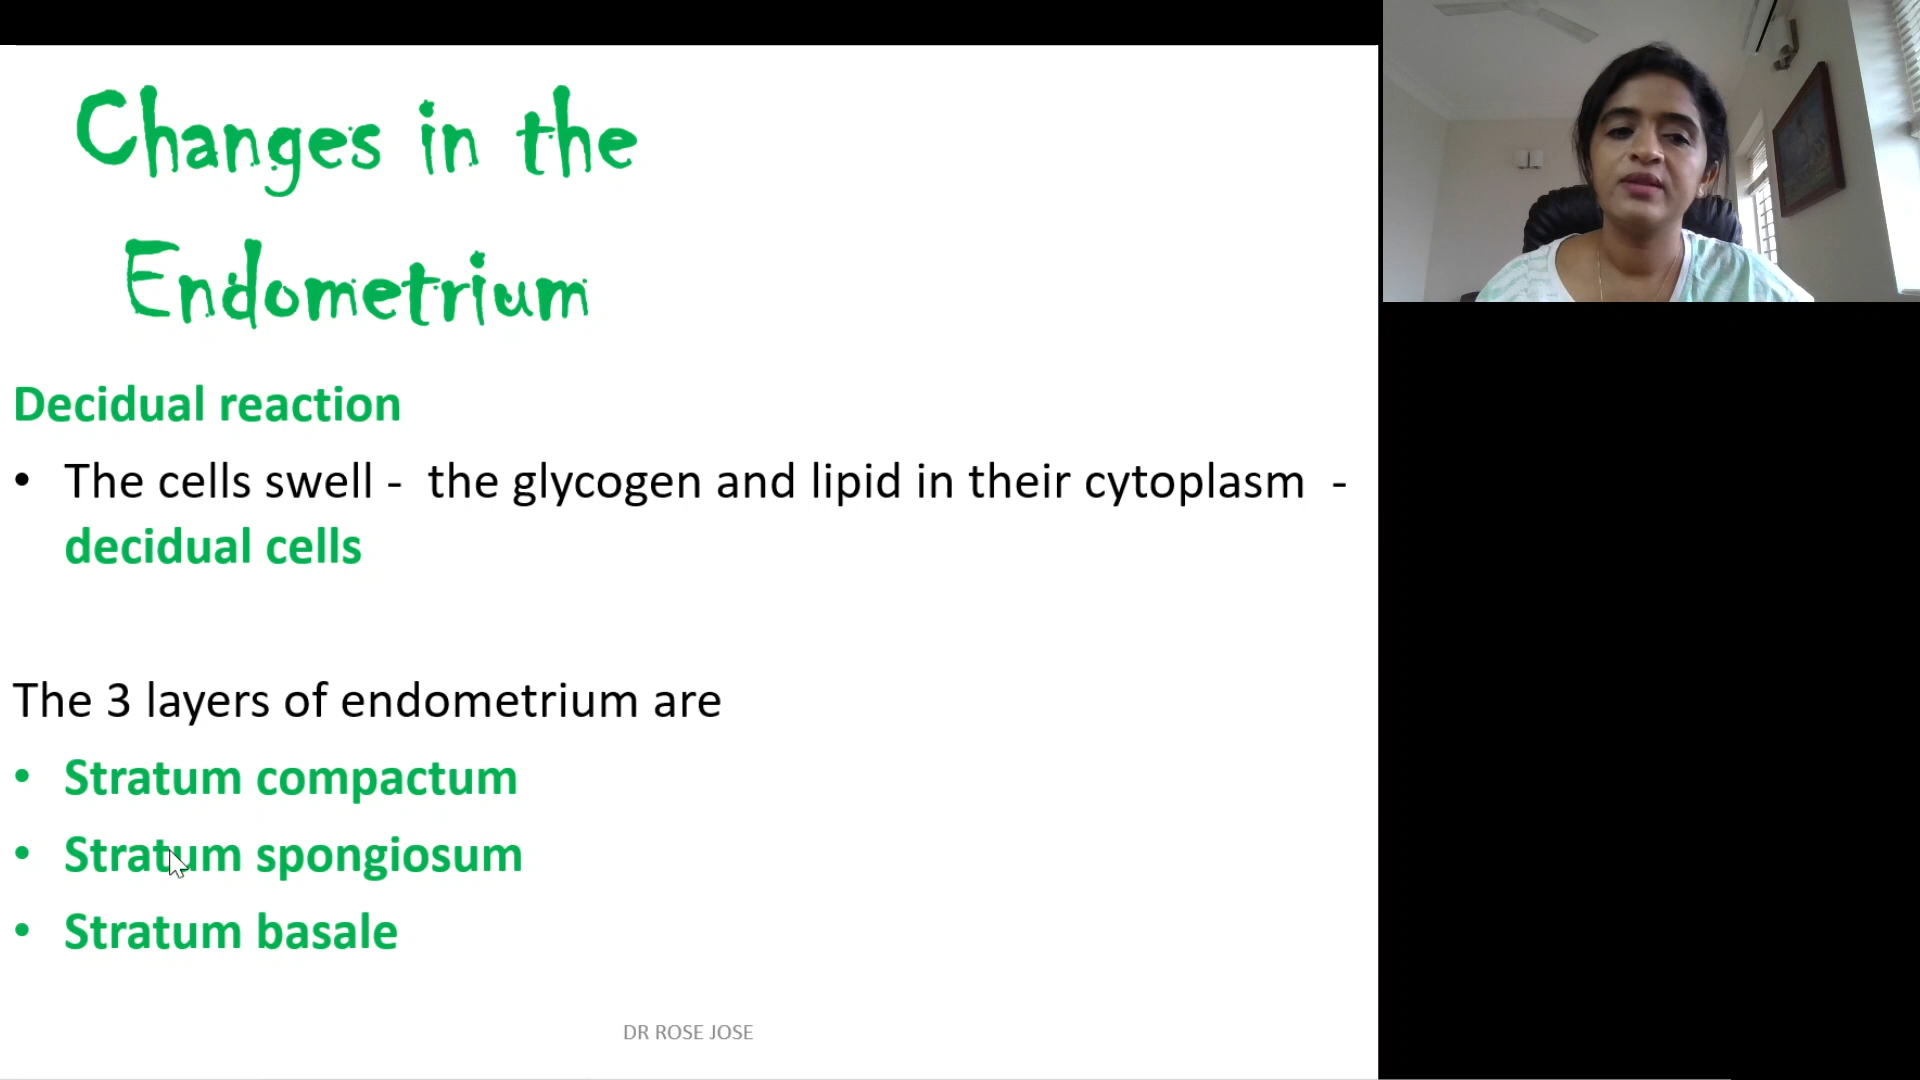 Changes in the
Endometrium
Decidual reaction
• The cells swell - the glycogen and lipid in their cytoplasm -
decidual cells
The 3 layers of endometrium are
• Stratum compactum
• Stratum spongiosum
• Stratum basale
DR ROSE JOSE